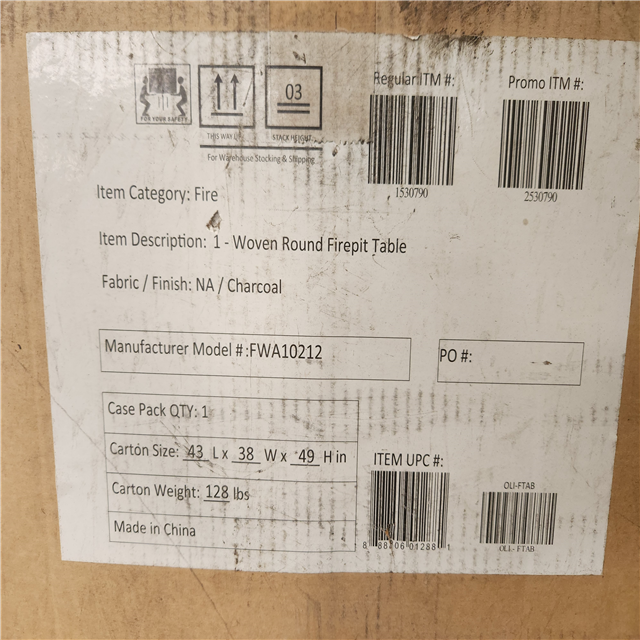 FOR YOUR SAFETY
THIS WAY UP
03
STACK HEIGHT
For Warehouse Stocking & Shipping
Regular ITM #:
1530790
Promo ITM #:
2530790
Item Category: Fire
Item Description: 1 - Woven Round Firepit Table
Fabric / Finish: NA / Charcoal
Manufacturer Model #:FWA10212
PO #:
Case Pack QTY: 1
Carton Size: 43 L x 38 W x 49 H in
Carton Weight: 128 lbs
Made in China
ITEM UPC #:
OLI-FTAB
OLI - FTAB